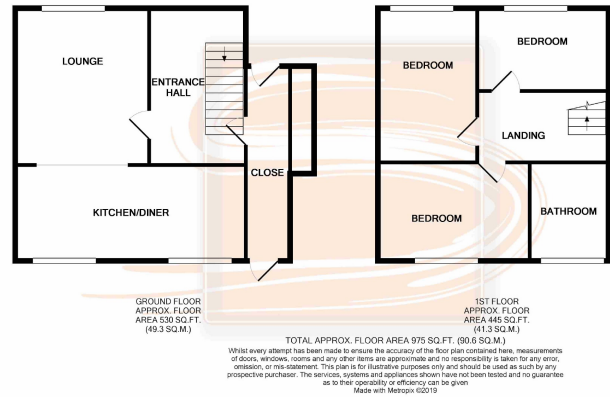 LOUNGE
ENTRANCE
HALL
CLOSE
KITCHEN/DINER
BEDROOM
BEDROOM
LANDING
BEDROOM
BATHROOM
GROUND FLOOR
APPROX. FLOOR
AREA 530 SQ.FT.
(49.3 SQ.M.)
1ST FLOOR
APPROX. FLOOR
AREA 445 SQ.FT.
(41.3 SQ.M.)
TOTAL APPROX. FLOOR AREA 975 SQ.FT. (90.6 SQ.M.)
Whilst every attempt has been made to ensure the accuracy of the floor plan contained here, measurements
of doors, windows, rooms and any other items are approximate and no responsibility is taken for any error,
omission, or mis-statement. This plan is for illustrative purposes only and should be used as such by any
prospective purchaser. The services, systems and appliances shown have not been tested and no guarantee
as to their operability or efficiency can be given
Made with Metropix ©2019